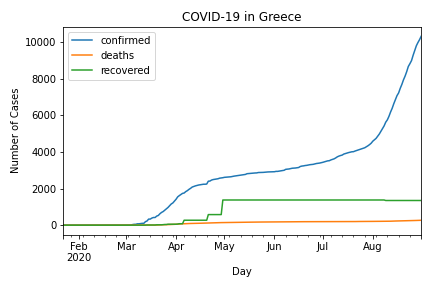 COVID-19 in Greece
confirmed
deaths
recovered
Number of Cases
10000
8000
6000
4000
2000
0
Feb Mar Apr May Jun Jul Aug
2020
Day